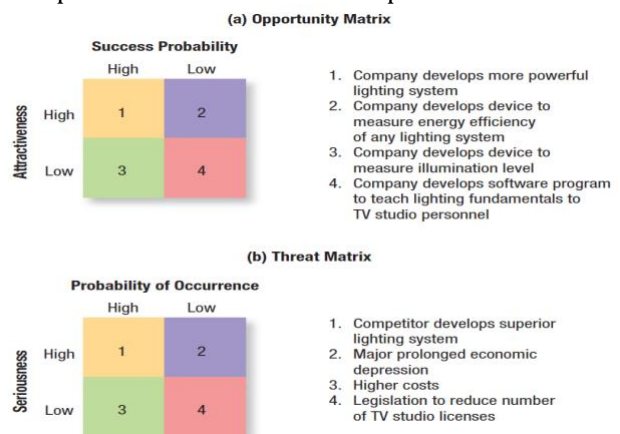 (a) Opportunity Matrix
Success Probability
High Low
Attractiveness
High 1 2
Low 3 4
1. Company develops more powerful
lighting system
2. Company develops device to
measure energy efficiency
of any lighting system
3. Company develops device to
measure illumination level
4. Company develops software program
to teach lighting fundamentals to
TV studio personnel
(b) Threat Matrix
Probability of Occurrence
High Low
Seriousness
High 1 2
Low 3 4
1. Competitor develops superior
lighting system
2. Major prolonged economic
depression
3. Higher costs
4. Legislation to reduce number
of TV studio licenses